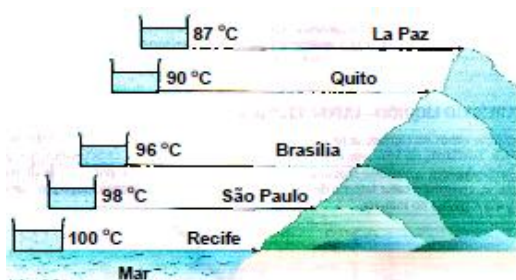 87 °C La Paz
90 °C Quito
96 °C Brasília
98 °C São Paulo
100 °C Recife
Mar